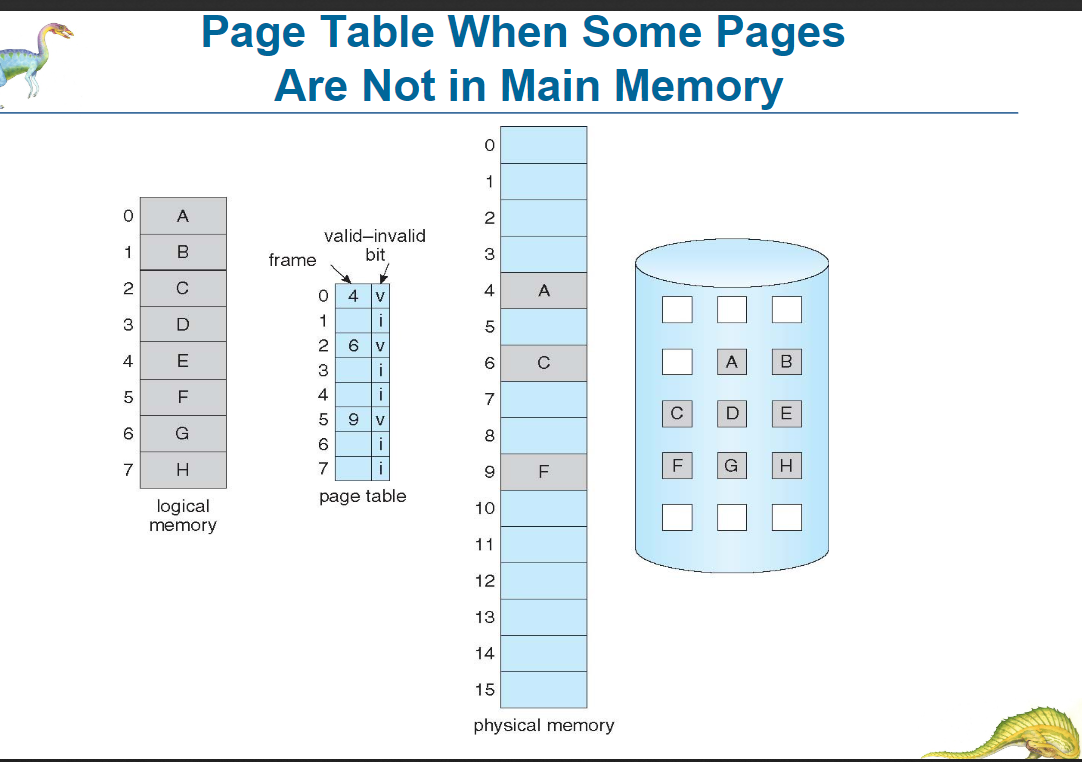 Page Table When Some Pages
Are Not in Main Memory
0 A
1 B
2 C
3 D
4 E
5 F
6 G
7 H
logical
memory
valid–invalid
bit
frame
0 4 v
1 i
2 6 v
3 i
4 i
5 9 v
6 i
7 i
page table
0
1
2
3
4 A
5
6 C
7
8
9 F
10
11
12
13
14
15
physical memory
A B
C D E
F G H